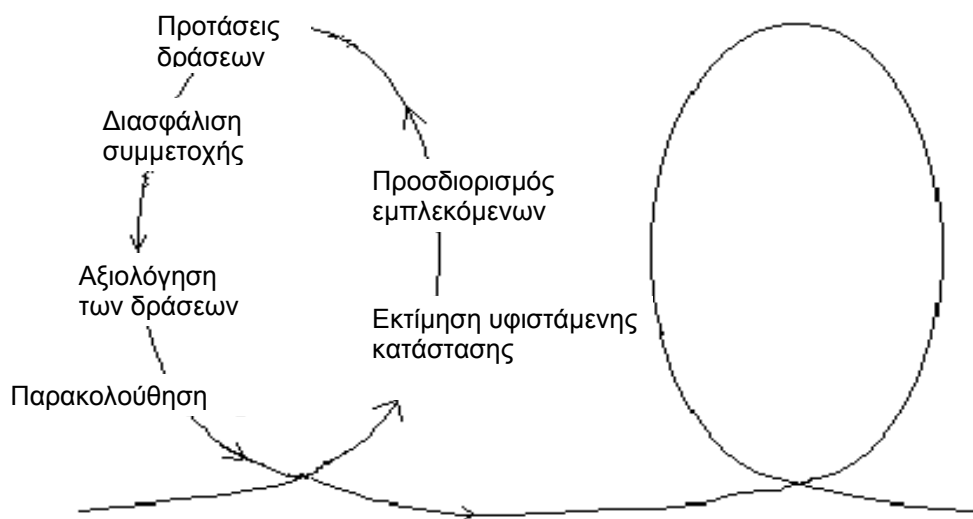 Προτάσεις
δράσεων
Διασφάλιση
συμμετοχής
Προσδιορισμός
εμπλεκόμενων
Αξιολόγηση
των δράσεων
Εκτίμηση υφιστάμενης
κατάστασης
Παρακολούθηση